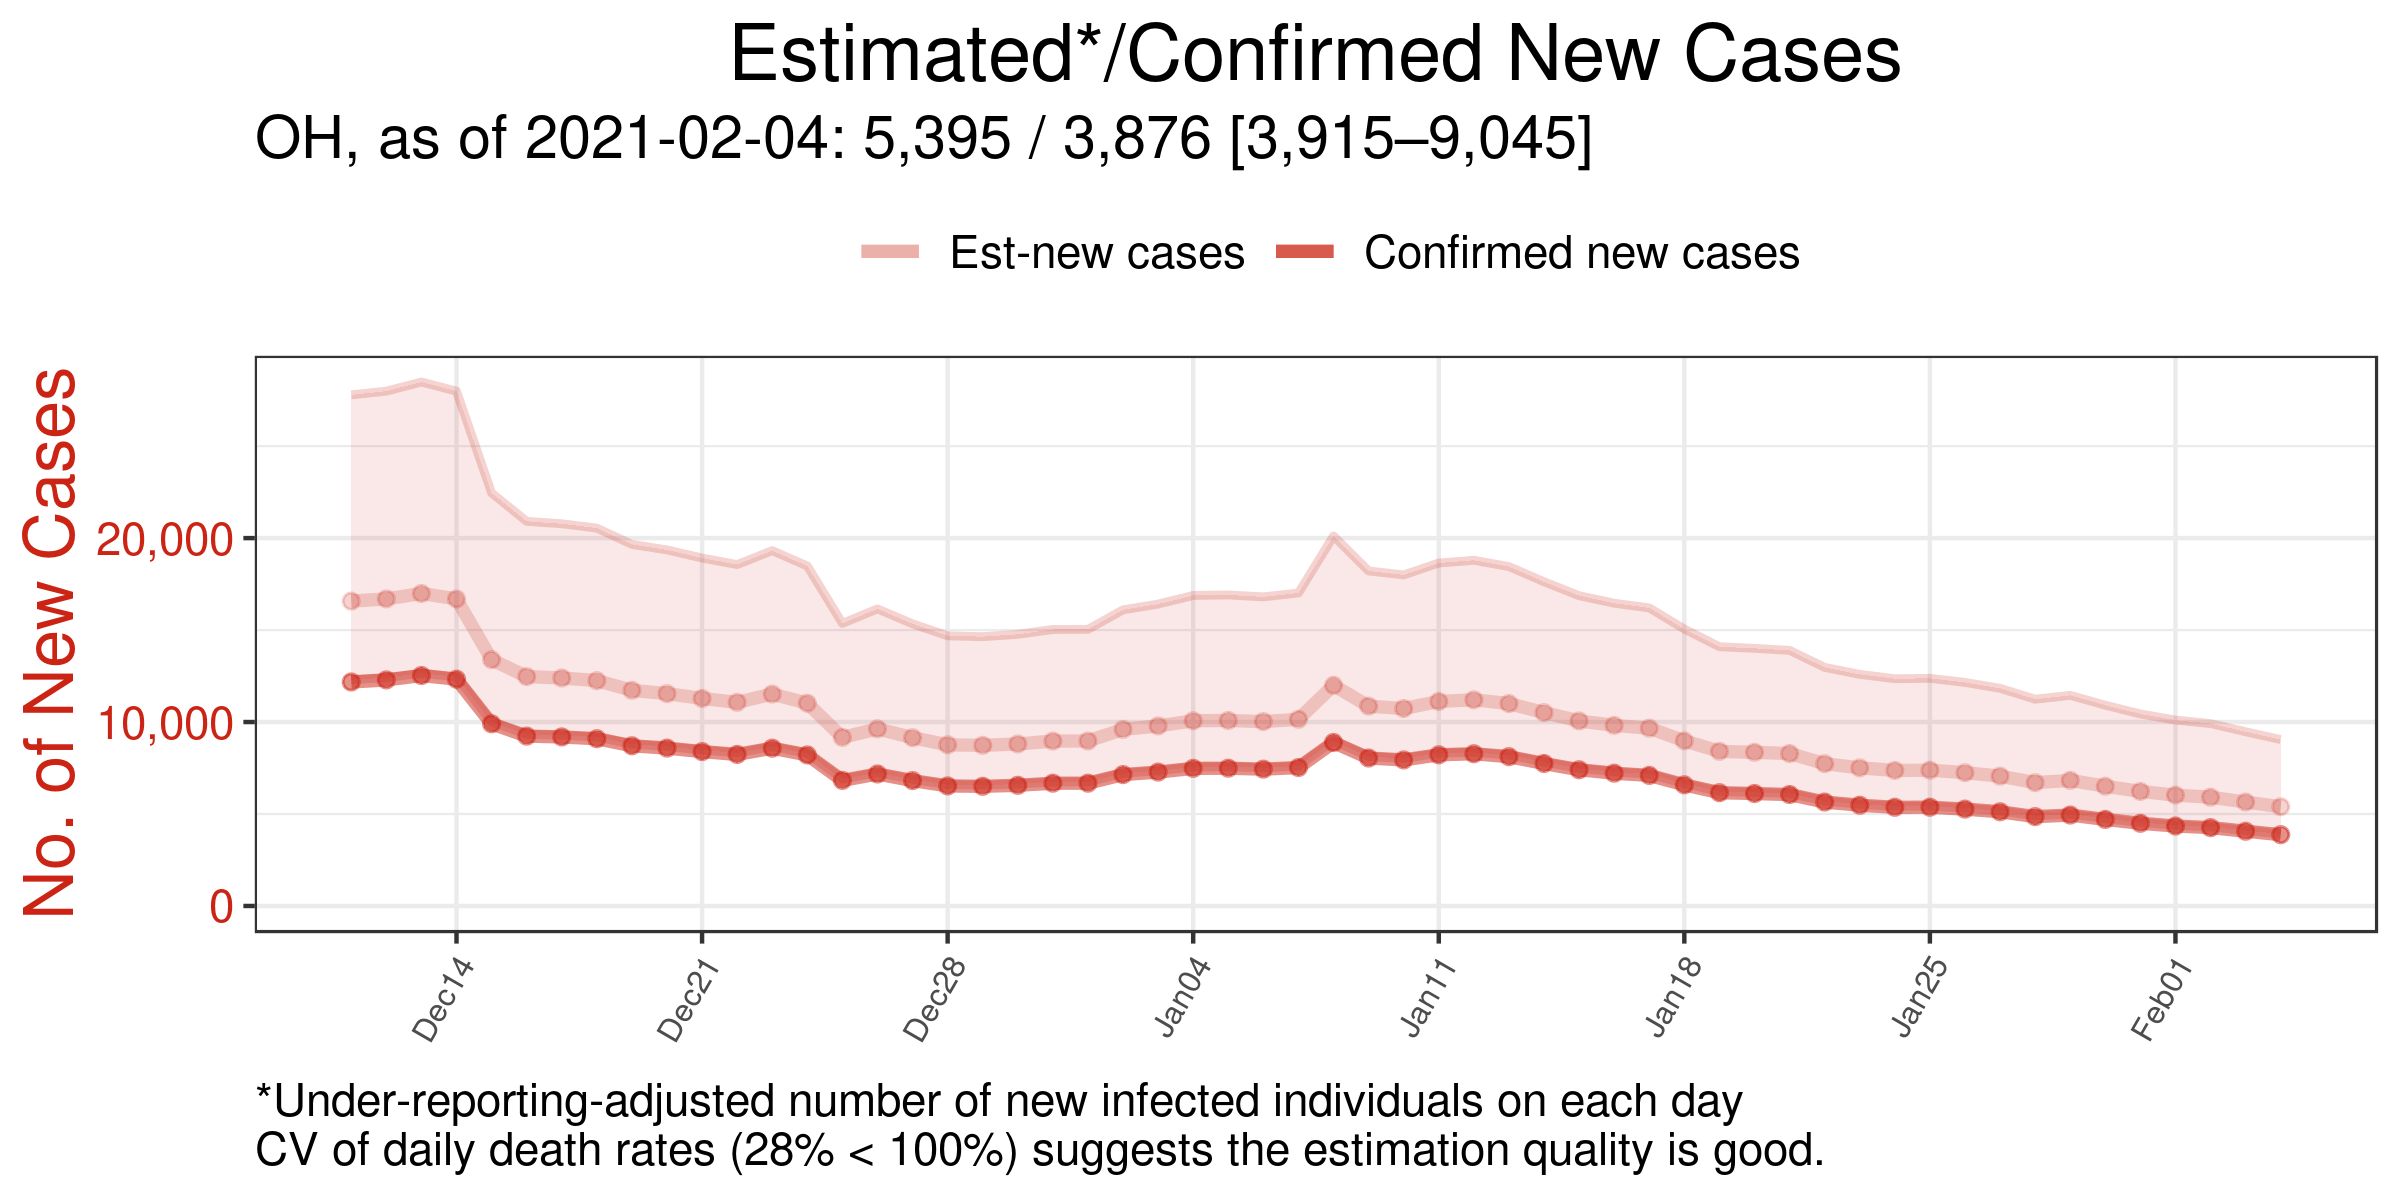 Estimated*/Confirmed New Cases
OH, as of 2021-02-04: 5,395 / 3,876 [3,915–9,045]
Est-new cases Confirmed new cases
No. of New Cases
20,000
10,000
0
Dec14 Dec21 Dec28 Jan04 Jan11 Jan18 Jan25 Feb01
*Under-reporting-adjusted number of new infected individuals on each day
CV of daily death rates (28% < 100%) suggests the estimation quality is good.